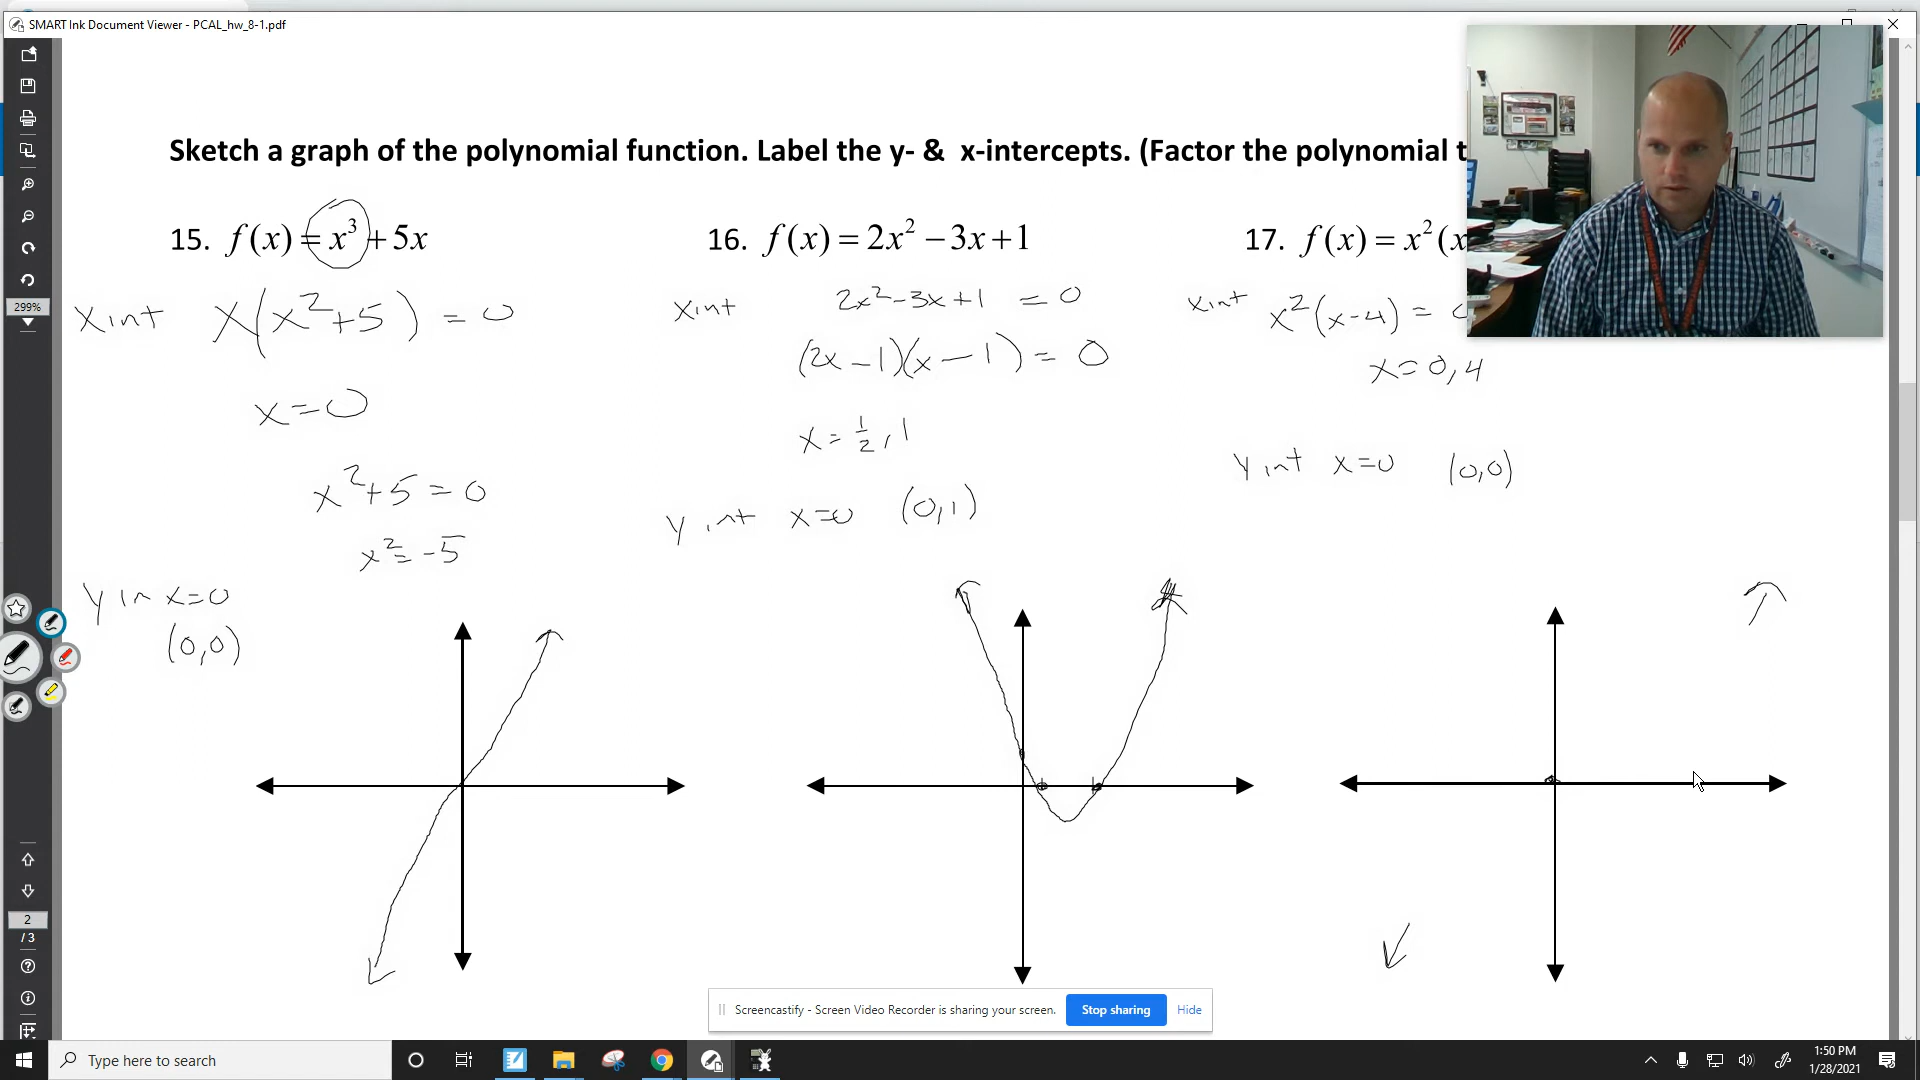 SMART Ink Document Viewer - PCAL_hw_8-1.pdf
Sketch a graph of the polynomial function. Label the y- & x-intercepts. (Factor the polynomial t
15. f(x) = x³ + 5x
16. f(x) = 2x² − 3x + 1
17. f(x) = x²(x
x int x(x²+5) = 0
x = 0
x²+5 = 0
x² = -5
y in x=0
(0,0)
x int 2x²-3x+1 = 0
(2x-1)(x-1) = 0
x = 1/2, 1
y int x=0 (0,1)
x int x²(x-4) =
x=0,4
y int x=0 (0,0)
299%
2
/ 3
Screencastify - Screen Video Recorder is sharing your screen.
Stop sharing
Hide
Type here to search
1:50 PM
1/28/2021